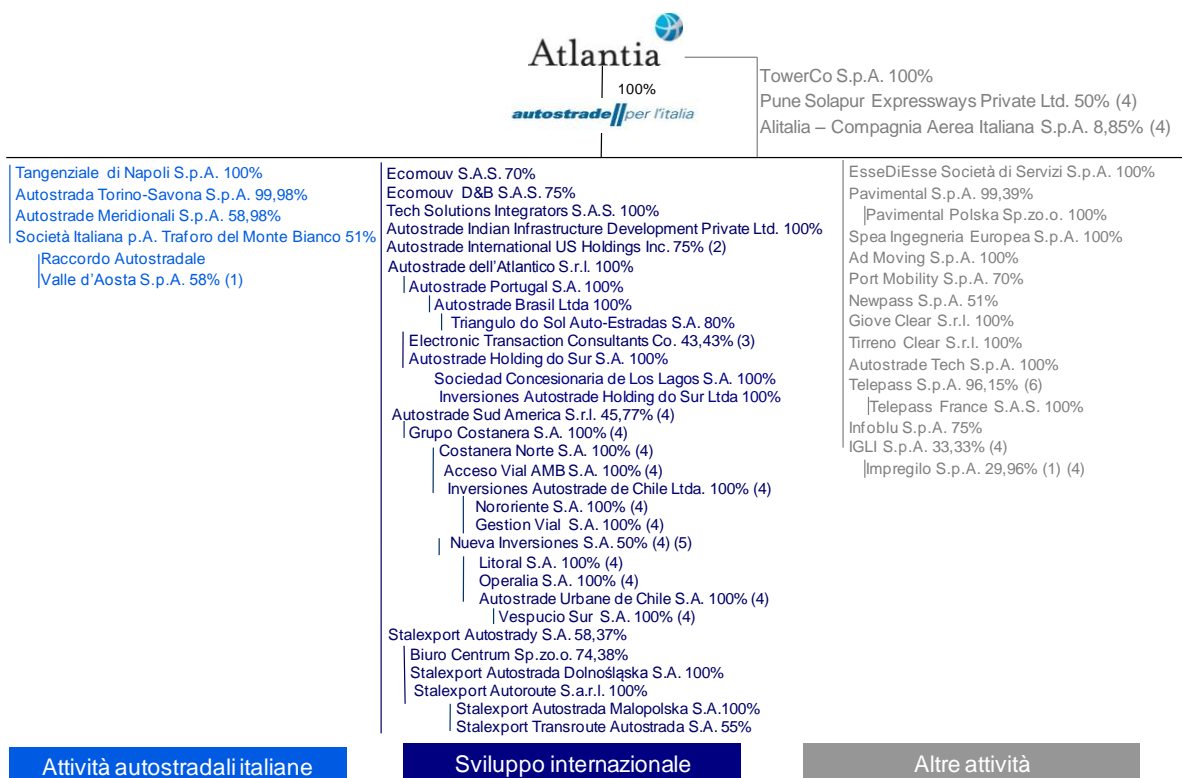 Atlantia
100%
autostrade//per l'italia
TowerCo S.p.A. 100%
Pune Solapur Expressways Private Ltd. 50% (4)
Alitalia – Compagnia Aerea Italiana S.p.A. 8,85% (4)
Tangenziale di Napoli S.p.A. 100%
Autostrada Torino-Savona S.p.A. 99,98%
Autostrade Meridionali S.p.A. 58,98%
Società Italiana p.A. Traforo del Monte Bianco 51%
Raccordo Autostradale
Valle d'Aosta S.p.A. 58% (1)
Attività autostradali italiane
Ecomouv S.A.S. 70%
Ecomouv D&B S.A.S. 75%
Tech Solutions Integrators S.A.S. 100%
Autostrade Indian Infrastructure Development Private Ltd. 100%
Autostrade International US Holdings Inc. 75% (2)
Autostrade dell'Atlantico S.r.l. 100%
Autostrade Portugal S.A. 100%
Autostrade Brasil Ltda 100%
Triangulo do Sol Auto-Estradas S.A. 80%
Electronic Transaction Consultants Co. 43,43% (3)
Autostrade Holding do Sur S.A. 100%
Sociedad Concesionaria de Los Lagos S.A. 100%
Inversiones Autostrade Holding do Sur Ltda 100%
Autostrade Sud America S.r.l. 45,77% (4)
Grupo Costanera S.A. 100% (4)
Costanera Norte S.A. 100% (4)
Acceso Vial AMB S.A. 100% (4)
Inversiones Autostrade de Chile Ltda. 100% (4)
Nororiente S.A. 100% (4)
Gestion Vial S.A. 100% (4)
Nueva Inversiones S.A. 50% (4) (5)
Litoral S.A. 100% (4)
Operalia S.A. 100% (4)
Autostrade Urbane de Chile S.A. 100% (4)
Vespucio Sur S.A. 100% (4)
Stalexport Autostrady S.A. 58,37%
Biuro Centrum Sp.zo.o. 74,38%
Stalexport Autostrada Dolnośląska S.A. 100%
Stalexport Autoroute S.a.r.l. 100%
Stalexport Autostrada Malopolska S.A.100%
Stalexport Transroute Autostrada S.A. 55%
Sviluppo internazionale
EsseDiEsse Società di Servizi S.p.A. 100%
Pavimental S.p.A. 99,39%
Pavimental Polska Sp.zo.o. 100%
Spea Ingegneria Europea S.p.A. 100%
Ad Moving S.p.A. 100%
Port Mobility S.p.A. 70%
Newpass S.p.A. 51%
Giove Clear S.r.l. 100%
Tirreno Clear S.r.l. 100%
Autostrade Tech S.p.A. 100%
Telepass S.p.A. 96,15% (6)
Telepass France S.A.S. 100%
Infoblu S.p.A. 75%
IGLI S.p.A. 33,33% (4)
Impregilo S.p.A. 29,96% (1) (4)
Altre attività